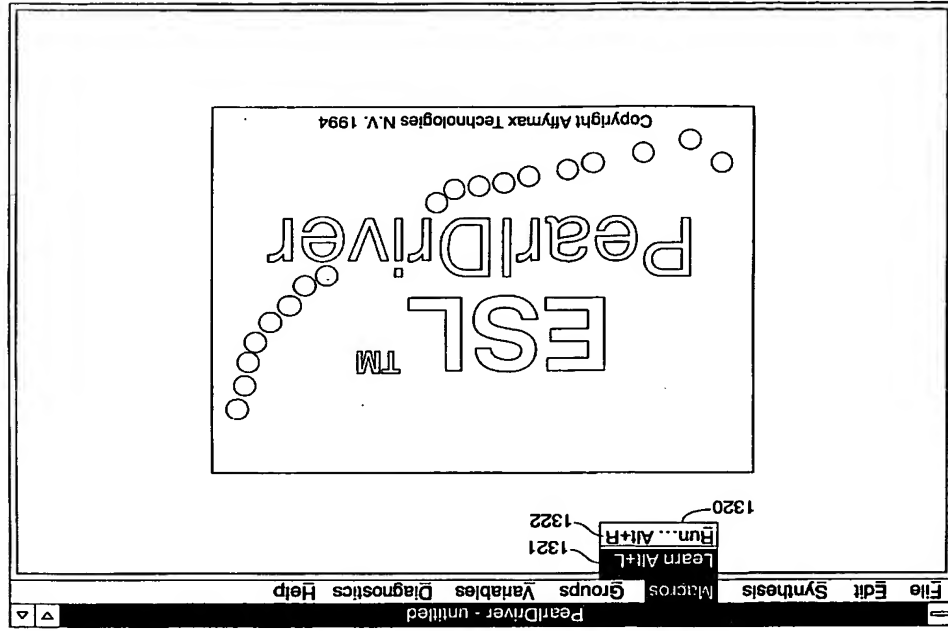 PearlDriver - untitled
File Edit Synthesis Macros Groups Variables Diagnostics Help
Learn Alt+L 1321
Run... Alt+R 1322
1320
ESL TM
PearlDriver
Copyright Affymax Technologies N.V. 1994